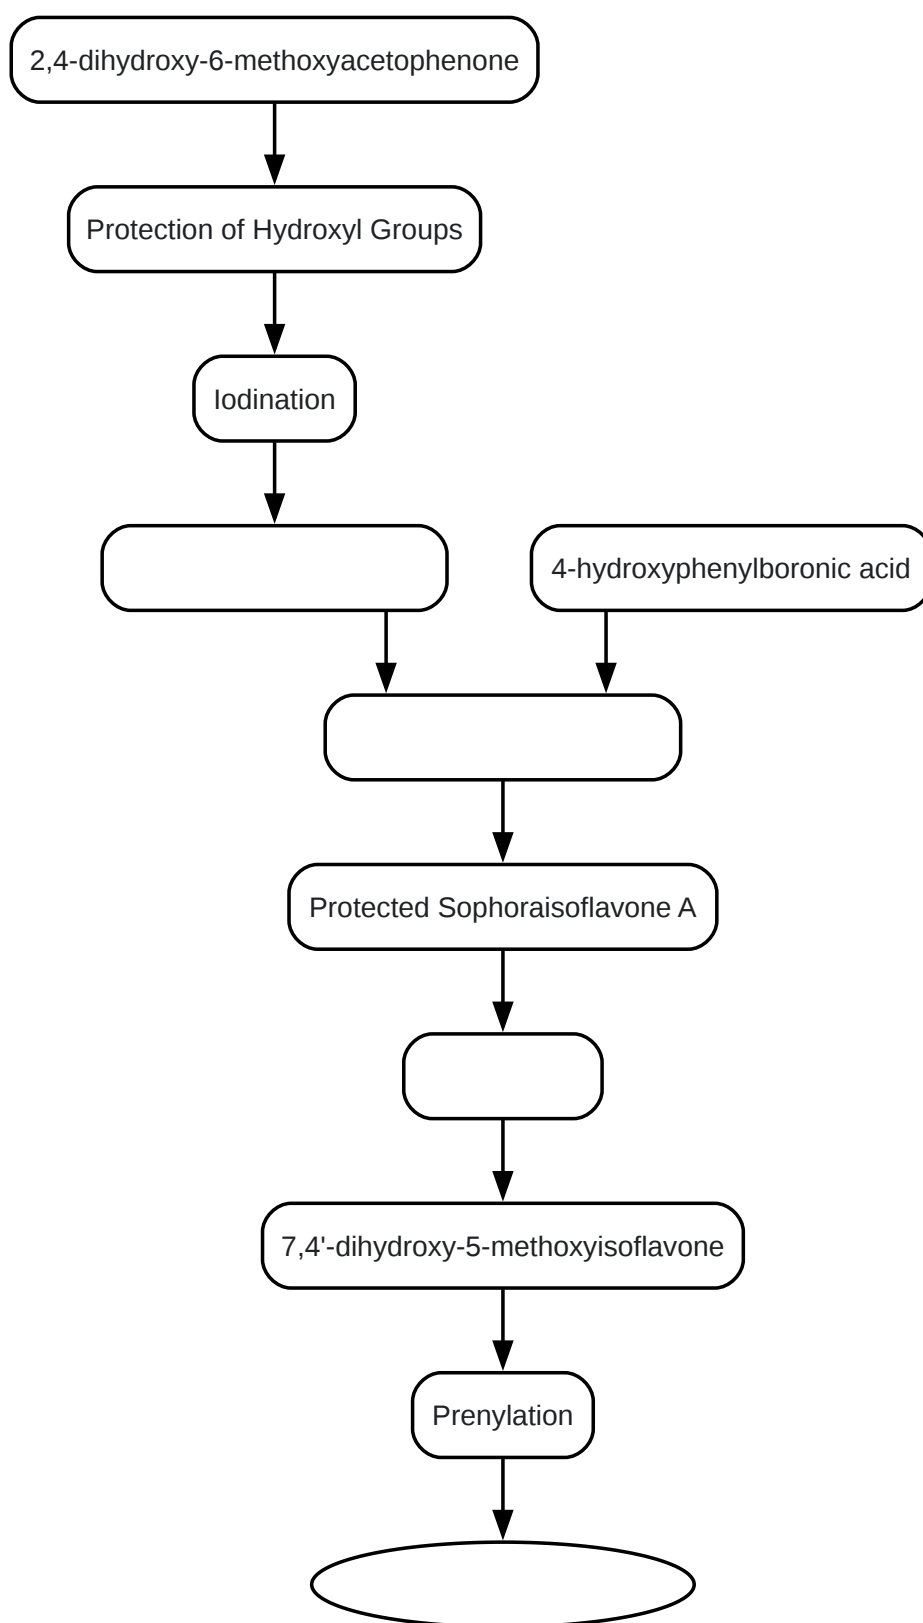 2,4-dihydroxy-6-methoxyacetophenone
Protection of Hydroxyl Groups
Iodination
4-hydroxyphenylboronic acid
Protected Sophoraisoflavone A
7,4'-dihydroxy-5-methoxyisoflavone
Prenylation